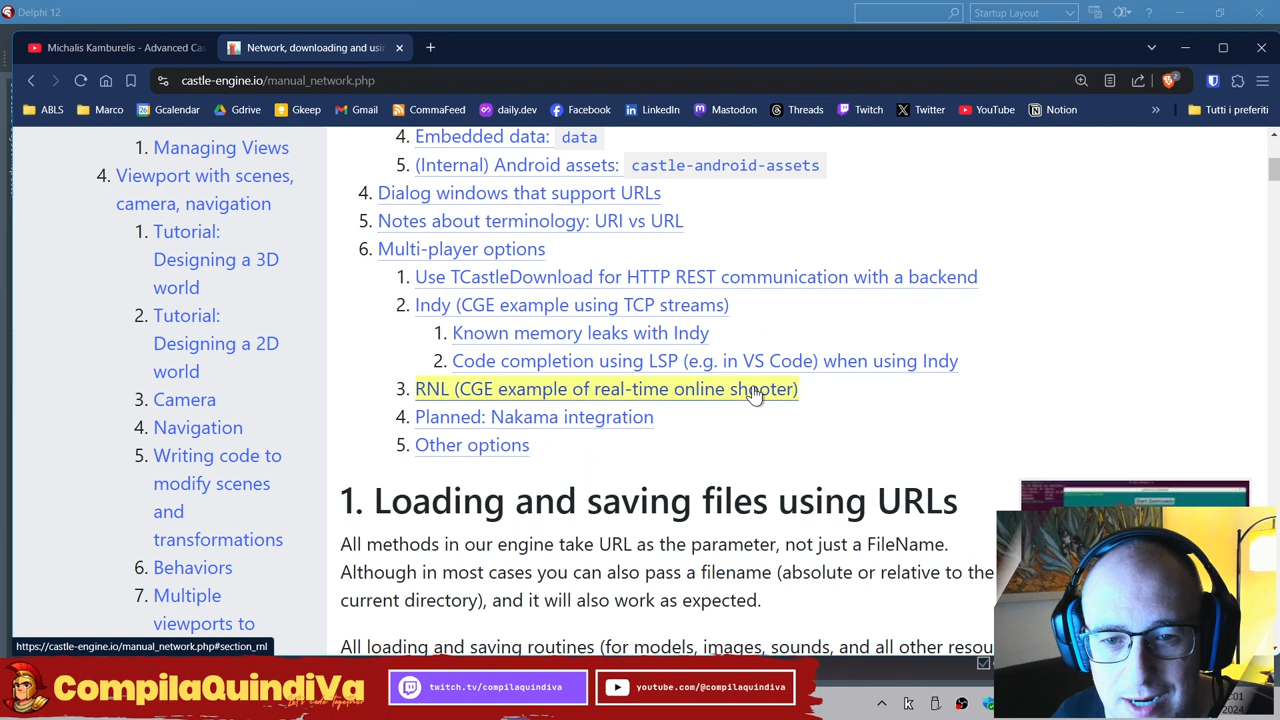 Delphi 12
Startup Layout
Michalis Kamburelis - Advanced Ca
Network, downloading and usi
castle-engine.io/manual_network.php
2
ABLS
Marco
Gcalendar
Gdrive
Gkeep
Gmail
CommaFeed
daily.dev
Facebook
LinkedIn
Mastodon
Threads
Twitch
Twitter
YouTube
Notion
»
Tutti i preferiti
1. Managing Views
4. Viewport with scenes,
camera, navigation
1. Tutorial:
Designing a 3D
world
2. Tutorial:
Designing a 2D
world
3. Camera
4. Navigation
5. Writing code to
modify scenes
and
transformations
6. Behaviors
7. Multiple
viewports to
4. Embedded data: data
5. (Internal) Android assets: castle-android-assets
4. Dialog windows that support URLs
5. Notes about terminology: URI vs URL
6. Multi-player options
1. Use TCastleDownload for HTTP REST communication with a backend
2. Indy (CGE example using TCP streams)
1. Known memory leaks with Indy
2. Code completion using LSP (e.g. in VS Code) when using Indy
3. RNL (CGE example of real-time online shooter)
4. Planned: Nakama integration
5. Other options
1. Loading and saving files using URLs
All methods in our engine take URL as the parameter, not just a FileName.
Although in most cases you can also pass a filename (absolute or relative to the
current directory), and it will also work as expected.
All loading and saving routines (for models, images, sounds, and all other resou
https://castle-engine.io/manual_network.php#section_rnl
CompilaQuindiVa
Let's code Together
twitch.tv/compilaquindiva
youtube.com/@compilaquindiva
:01
2024